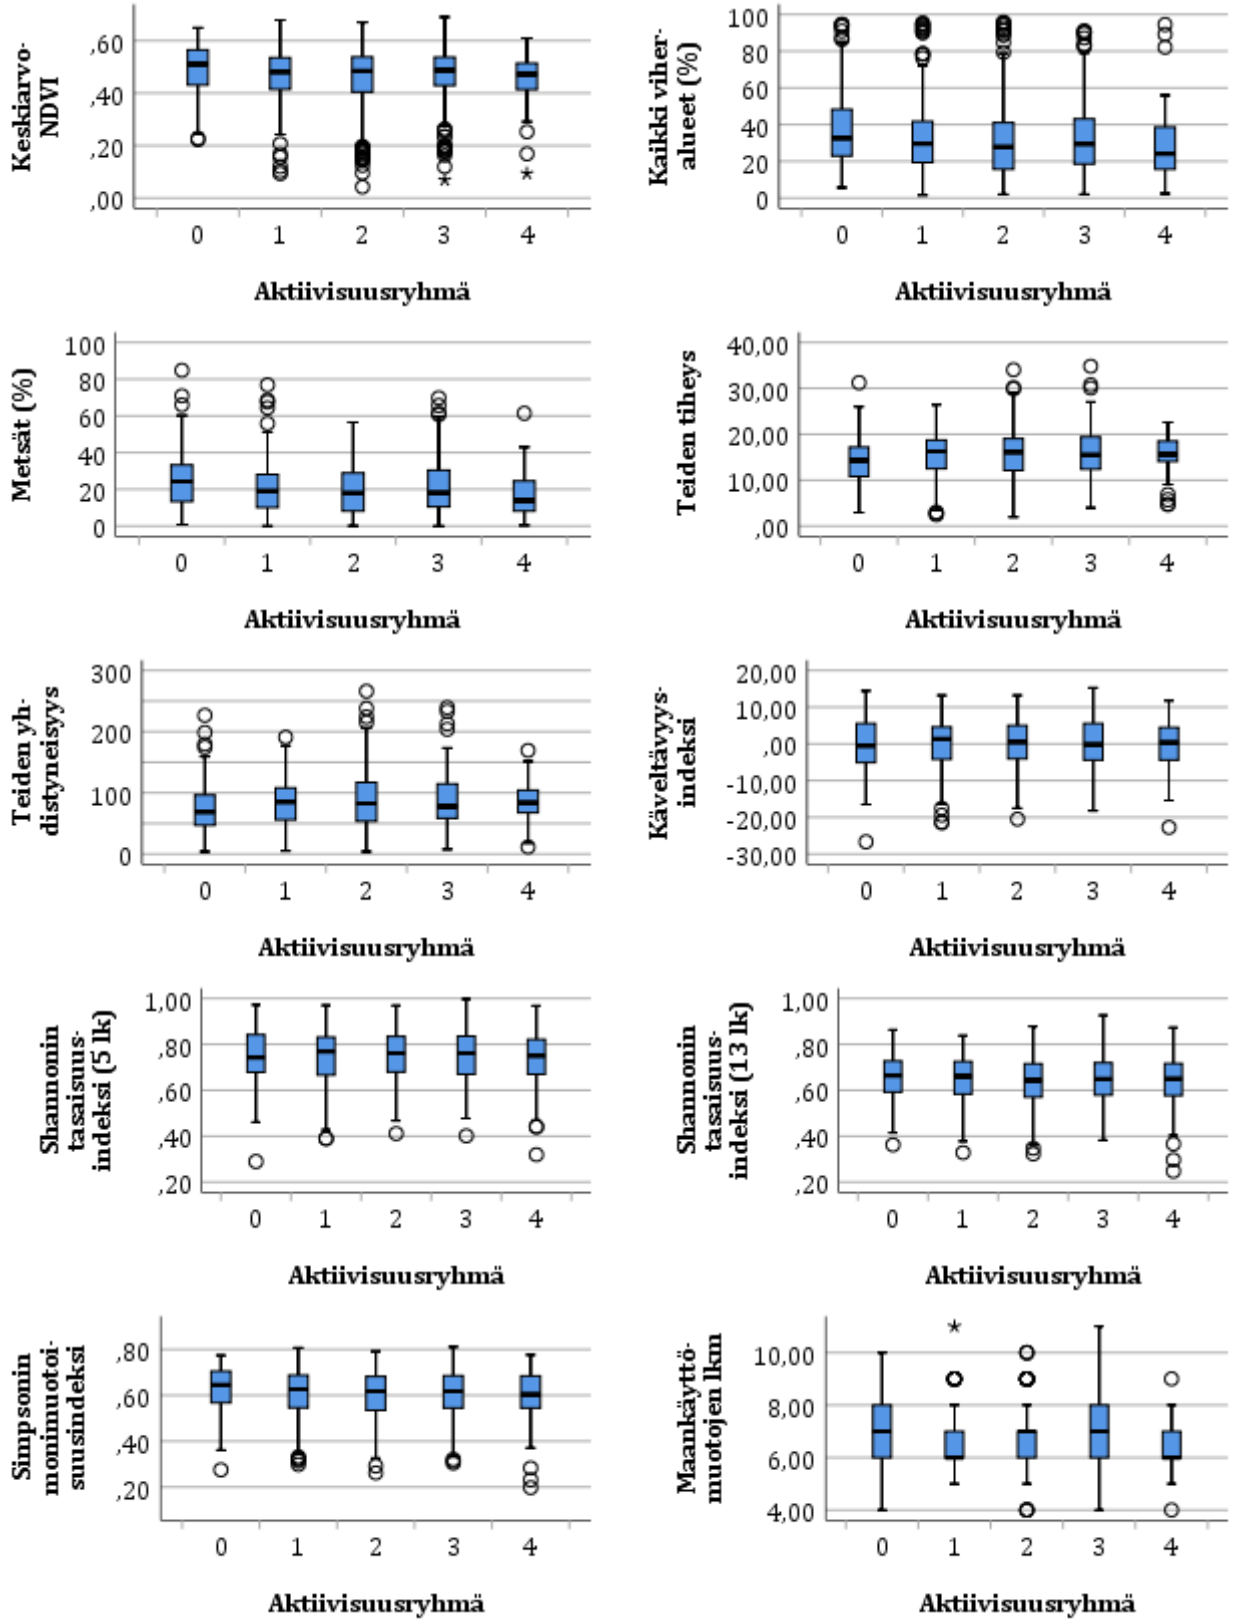 Keskiarvo-
NDVI
,60
,40
,20
,00
0 1 2 3 4
Aktiivisuusryhmä
Kaikki viher-
alueet (%)
100
80
60
40
20
0
0 1 2 3 4
Aktiivisuusryhmä
Metsät (%)
100
80
60
40
20
0
0 1 2 3 4
Aktiivisuusryhmä
Teiden tiheys
40,00
30,00
20,00
10,00
,00
0 1 2 3 4
Aktiivisuusryhmä
Teiden yh-
distyneisyys
300
200
100
0
0 1 2 3 4
Aktiivisuusryhmä
Käveltävyys-
indeksi
20,00
10,00
,00
-10,00
-20,00
-30,00
0 1 2 3 4
Aktiivisuusryhmä
Shannonin
tasaisuus-
indeksi (5 lk)
1,00
,80
,60
,40
,20
0 1 2 3 4
Aktiivisuusryhmä
Shannonin
tasaisuus-
indeksi (13 lk)
1,00
,80
,60
,40
,20
0 1 2 3 4
Aktiivisuusryhmä
Simpsonin
monimuotoi-
suusindeksi
,80
,60
,40
,20
0 1 2 3 4
Aktiivisuusryhmä
Maankäyttö-
muotojen lkm
10,00
8,00
6,00
4,00
0 1 2 3 4
Aktiivisuusryhmä